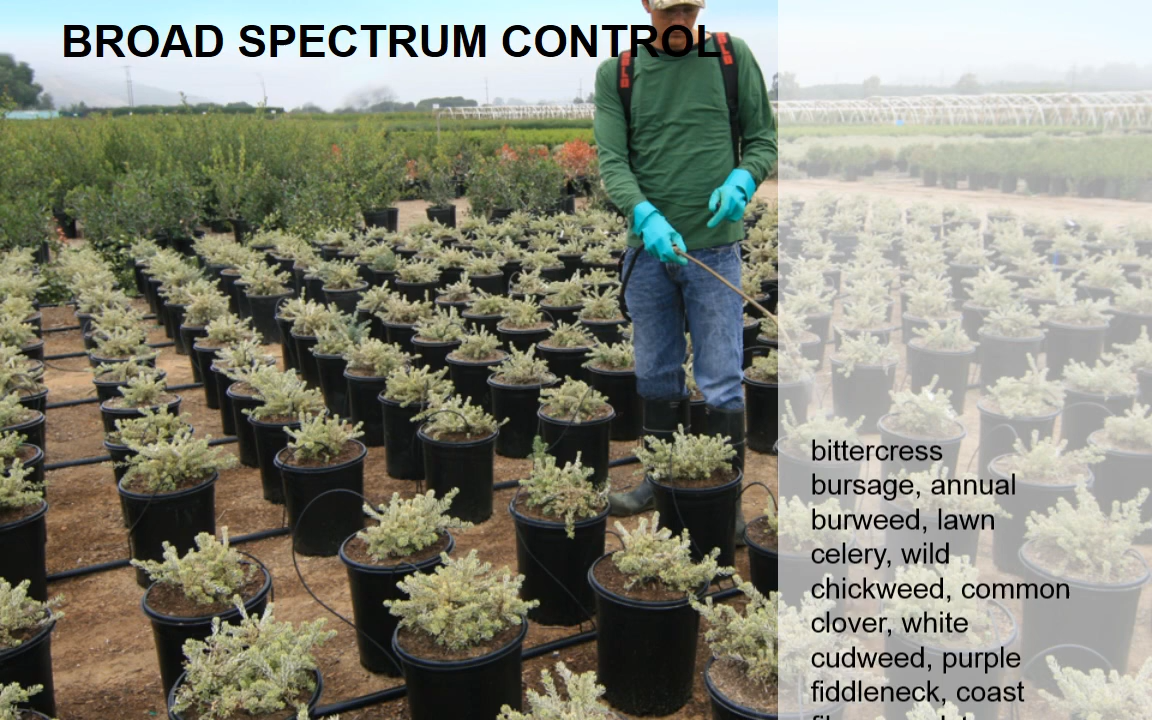 BROAD SPECTRUM CONTROL
bittercress
bursage, annual
burweed, lawn
celery, wild
chickweed, common
clover, white
cudweed, purple
fiddleneck, coast